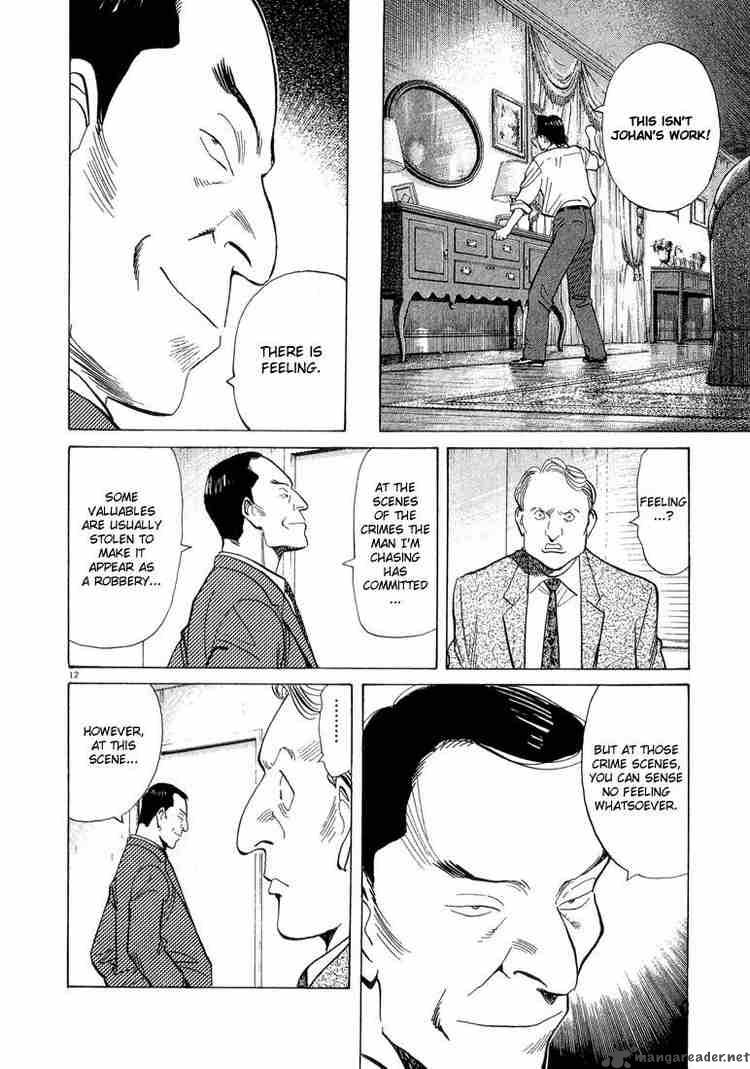 THIS ISN'T
JOHAN'S WORK!
THERE IS
FEELING.
FEELING
...?
AT THE
SCENES
OF THE
CRIMES THE
MAN I'M
CHASING
HAS
COMMITTED
...
SOME
VALUABLES
ARE USUALLY
STOLEN TO
MAKE IT
APPEAR AS
A ROBBERY...
12
BUT AT THOSE
CRIME SCENES,
YOU CAN SENSE
NO FEELING
WHATSOEVER.
.........
HOWEVER,
AT THIS
SCENE...
mangareader.net